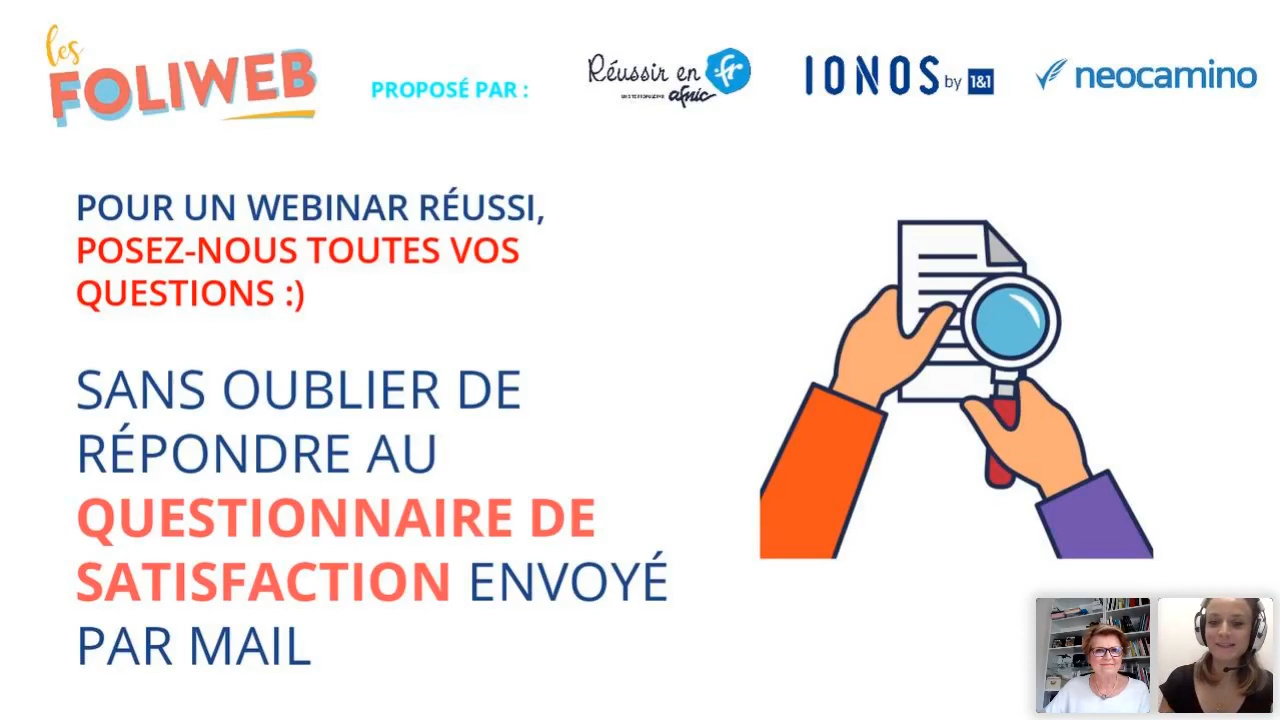 les
FOLIWEB
PROPOSÉ PAR :
Réussir en .fr
afnic
IONOS by 1&1
neocamino
POUR UN WEBINAR RÉUSSI,
POSEZ-NOUS TOUTES VOS
QUESTIONS :)
SANS OUBLIER DE
RÉPONDRE AU
QUESTIONNAIRE DE
SATISFACTION ENVOYÉ
PAR MAIL